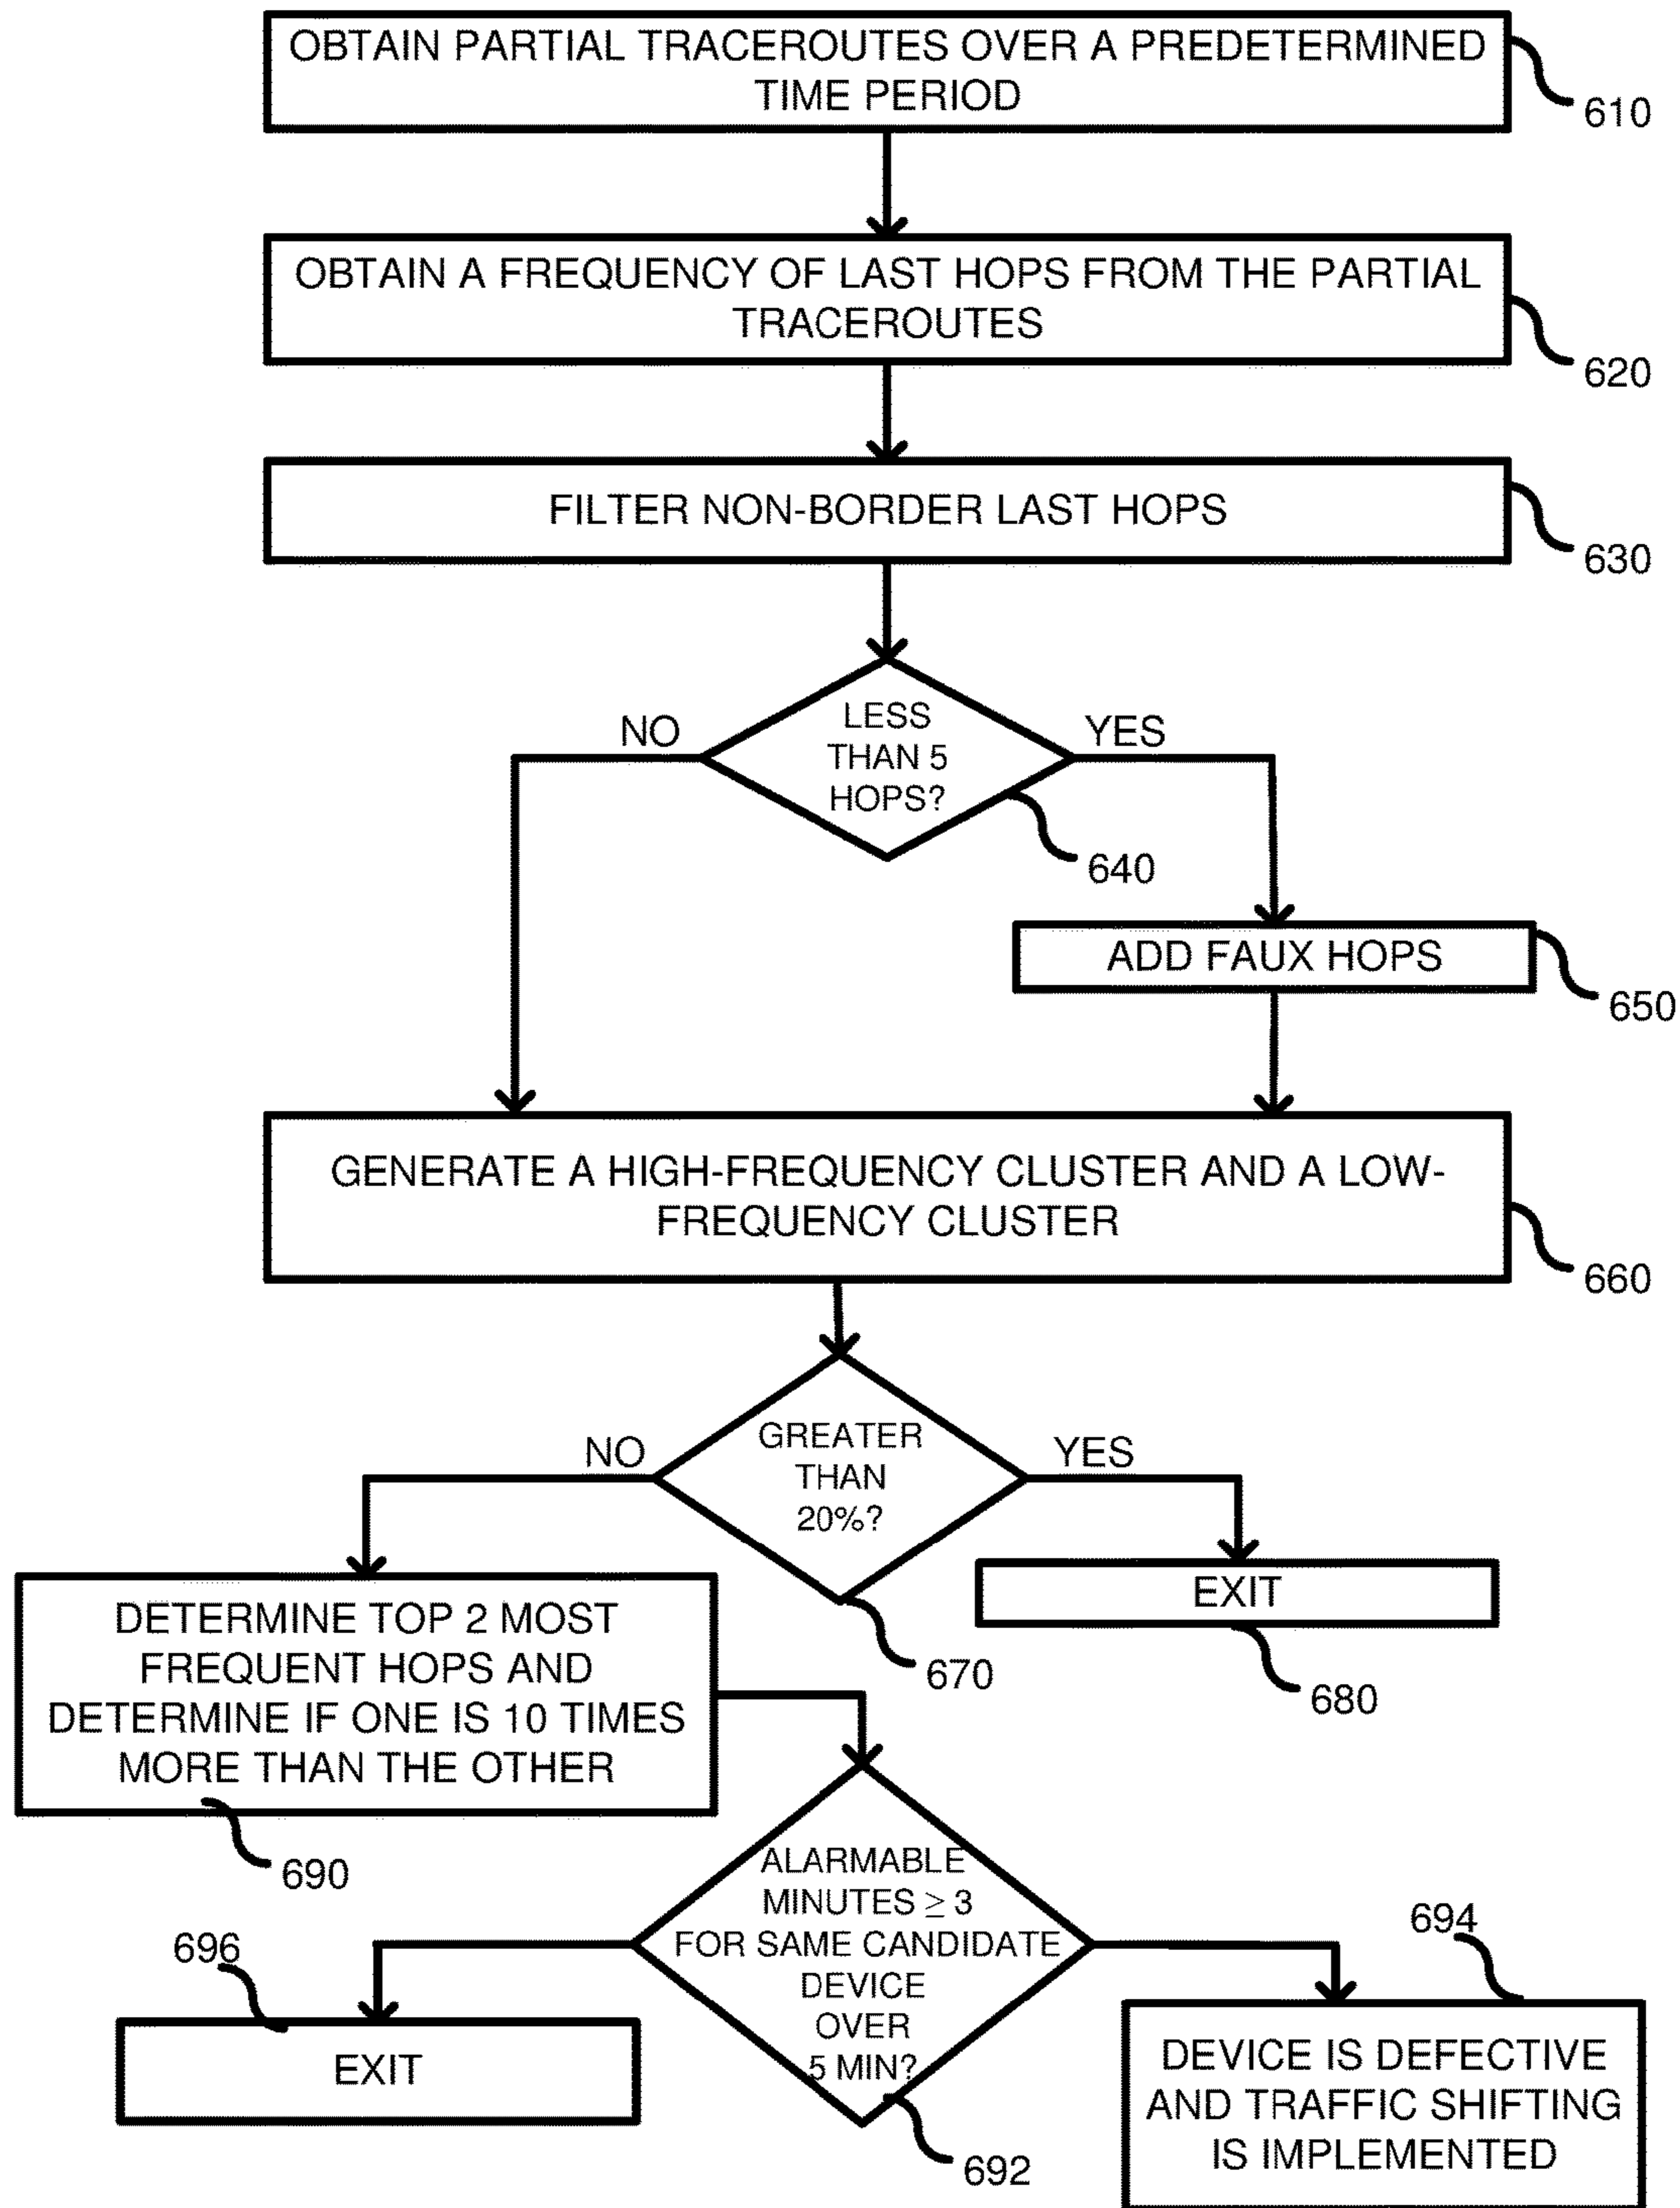 OBTAIN PARTIAL TRACEROUTES OVER A PREDETERMINED
TIME PERIOD
610
OBTAIN A FREQUENCY OF LAST HOPS FROM THE PARTIAL
TRACEROUTES
620
FILTER NON-BORDER LAST HOPS
630
LESS
THAN 5
HOPS?
NO
YES
640
ADD FAUX HOPS
650
GENERATE A HIGH-FREQUENCY CLUSTER AND A LOW-
FREQUENCY CLUSTER
660
GREATER
THAN
20%?
NO
YES
670
EXIT
680
DETERMINE TOP 2 MOST
FREQUENT HOPS AND
DETERMINE IF ONE IS 10 TIMES
MORE THAN THE OTHER
690
ALARMABLE
MINUTES ≥ 3
FOR SAME CANDIDATE
DEVICE
OVER
5 MIN?
692
696
EXIT
694
DEVICE IS DEFECTIVE
AND TRAFFIC SHIFTING
IS IMPLEMENTED